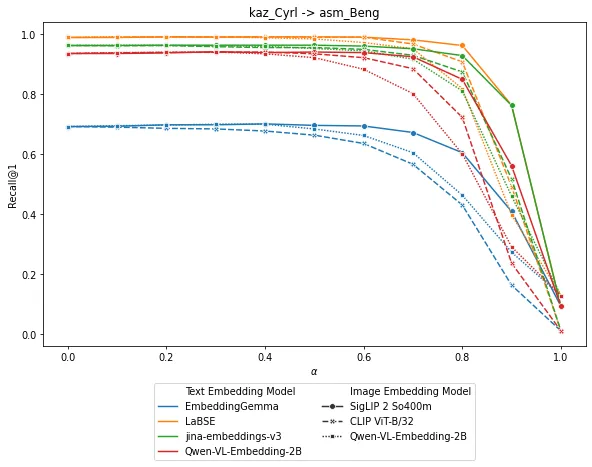 kaz_Cyrl -> asm_Beng
1.0
0.8
0.6
0.4
0.2
0.0
Recall@1
0.0 0.2 0.4 0.6 0.8 1.0
α
Text Embedding Model Image Embedding Model
EmbeddingGemma SigLIP 2 So400m
LaBSE CLIP ViT-B/32
jina-embeddings-v3 Qwen-VL-Embedding-2B
Qwen-VL-Embedding-2B